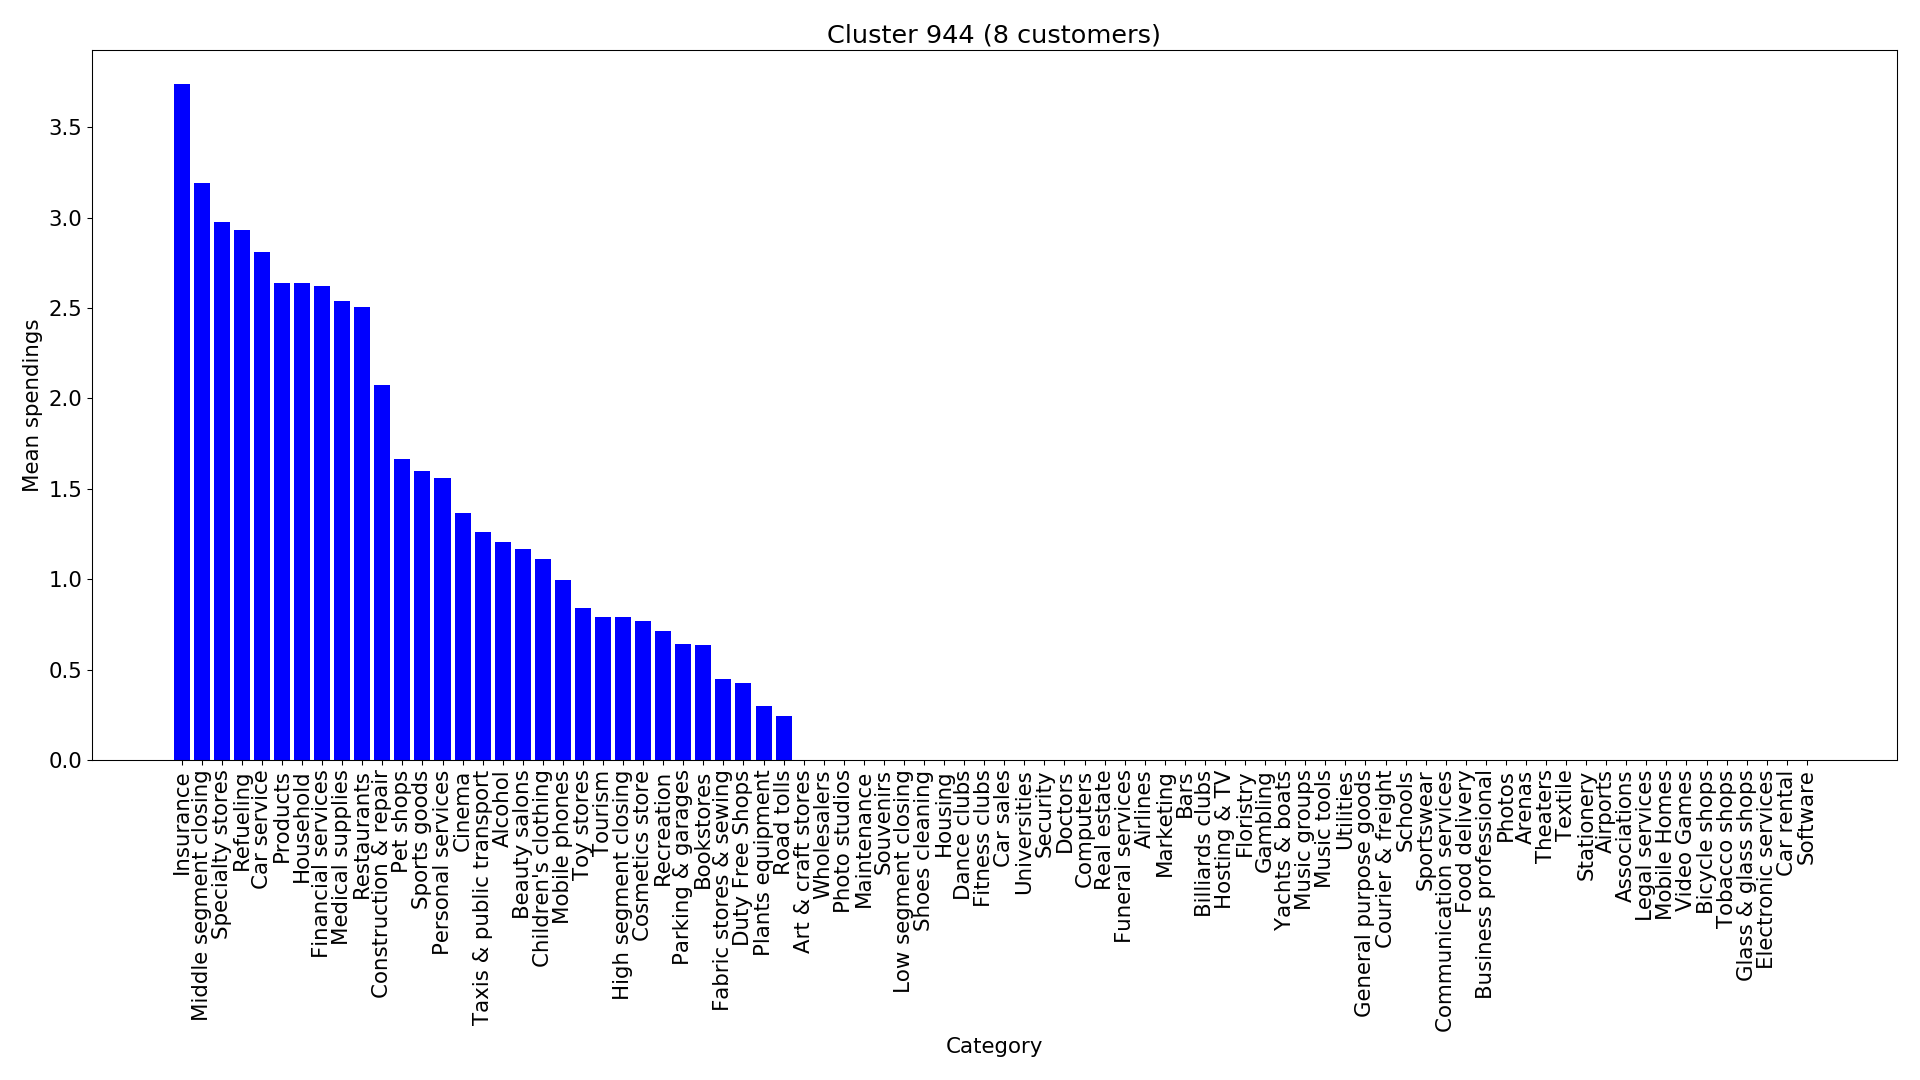 Cluster 944 (8 customers)
Mean spendings
3.5
3.0
2.5
2.0
1.5
1.0
0.5
0.0
Insurance
Middle segment closing
Specialty stores
Refueling
Car service
Products
Household
Financial services
Medical supplies
Restaurants
Construction & repair
Pet shops
Sports goods
Personal services
Cinema
Taxis & public transport
Alcohol
Beauty salons
Children's clothing
Mobile phones
Toy stores
Tourism
High segment closing
Cosmetics store
Recreation
Parking & garages
Bookstores
Fabric stores & sewing
Duty Free Shops
Plants equipment
Road tolls
Art & craft stores
Wholesalers
Photo studios
Maintenance
Souvenirs
Low segment closing
Shoes cleaning
Housing
Dance clubs
Fitness clubs
Car sales
Universities
Security
Doctors
Computers
Real estate
Funeral services
Airlines
Marketing
Bars
Billiards clubs
Hosting & TV
Floristry
Gambling
Yachts & boats
Music groups
Music tools
Utilities
General purpose goods
Courier & freight
Schools
Sportswear
Communication services
Food delivery
Business professional
Photos
Arenas
Theaters
Textile
Stationery
Airports
Associations
Legal services
Mobile Homes
Video Games
Bicycle shops
Tobacco shops
Glass & glass shops
Electronic services
Car rental
Software
Category